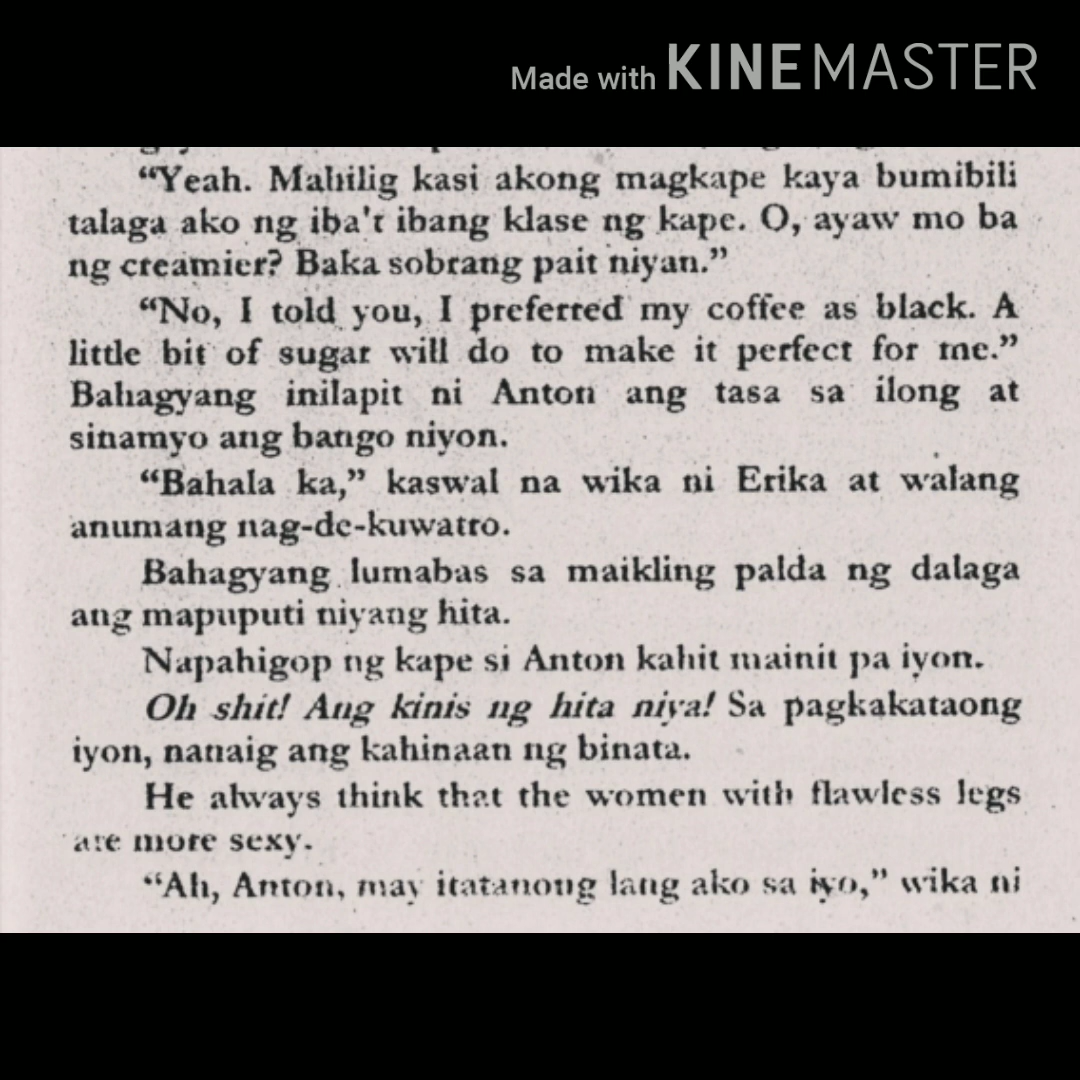 Made with KINEMASTER
“Yeah. Mahilig kasi akong magkape kaya bumibili
talaga ako ng iba't ibang klase ng kape. O, ayaw mo ba
ng creamier? Baka sobrang pait niyan.”
“No, I told you, I preferred my coffee as black. A
little bit of sugar will do to make it perfect for me.”
Bahagyang inilapit ni Anton ang tasa sa ilong at
sinamyo ang bango niyon.
“Bahala ka,” kaswal na wika ni Erika at walang
anumang nag-de-kuwatro.
Bahagyang lumabas sa maikling palda ng dalaga
ang mapuputi niyang hita.
Napahigop ng kape si Anton kahit mainit pa iyon.
Oh shit! Ang kinis ng hita niya! Sa pagkakataong
iyon, nanaig ang kahinaan ng binata.
He always think that the women with flawless legs
are more sexy.
“Ah, Anton, may itatanong lang ako sa iyo,” wika ni